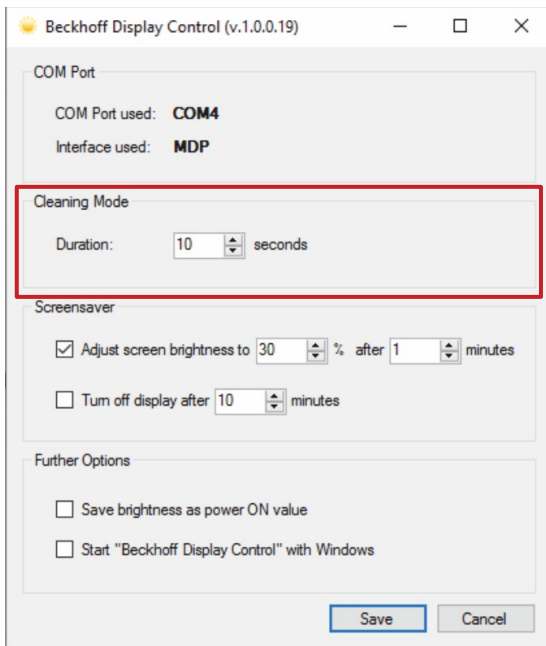 Beckhoff Display Control (v.1.0.0.19)
COM Port
COM Port used: COM4
Interface used: MDP
Cleaning Mode
Duration: 10 seconds
Screensaver
Adjust screen brightness to 30 % after 1 minutes
Turn off display after 10 minutes
Further Options
Save brightness as power ON value
Start "Beckhoff Display Control" with Windows
Save Cancel